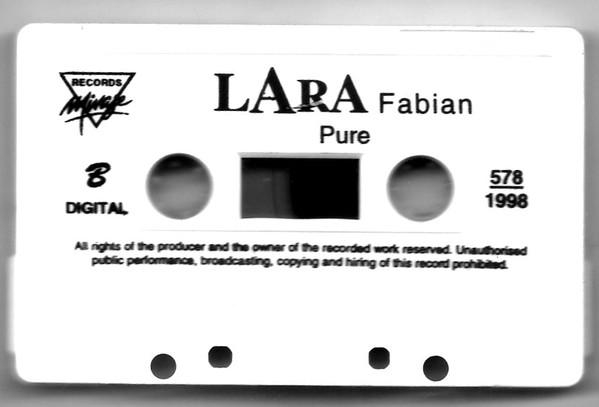 RECORDS
Mirage
LARA Fabian
Pure
B
DIGITAL
578
1998
All rights of the producer and the owner of the recorded work reserved. Unauthorised
public performance, broadcasting, copying and hiring of this record prohibited.